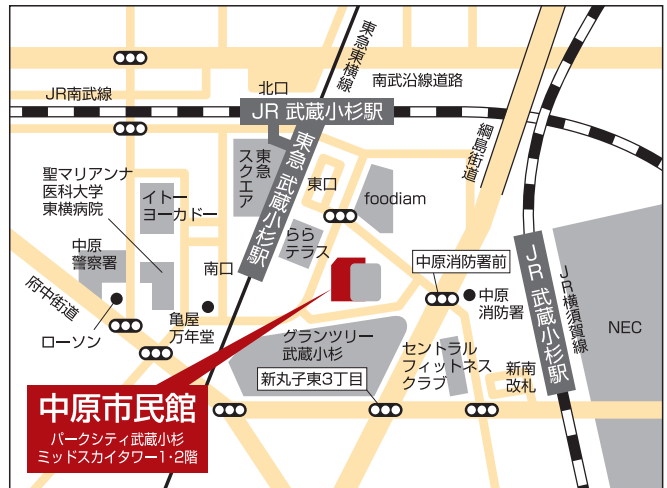 東急東横線
南武沿線道路
北口
JR南武線
JR 武蔵小杉駅
綱島街道
東急
スクエア
東急 武蔵小杉駅
東口
foodiam
聖マリアンナ
医科大学
東横病院
イトー
ヨーカドー
らら
テラス
中原
警察署
南口
中原消防署前
府中街道
中原
消防署
JR 武蔵小杉駅
JR横須賀線
亀屋
万年堂
ローソン
グランツリー
武蔵小杉
セントラル
フィットネス
クラブ
NEC
新南
改札
新丸子東3丁目
中原市民館
パークシティ武蔵小杉
ミッドスカイタワー1・2階